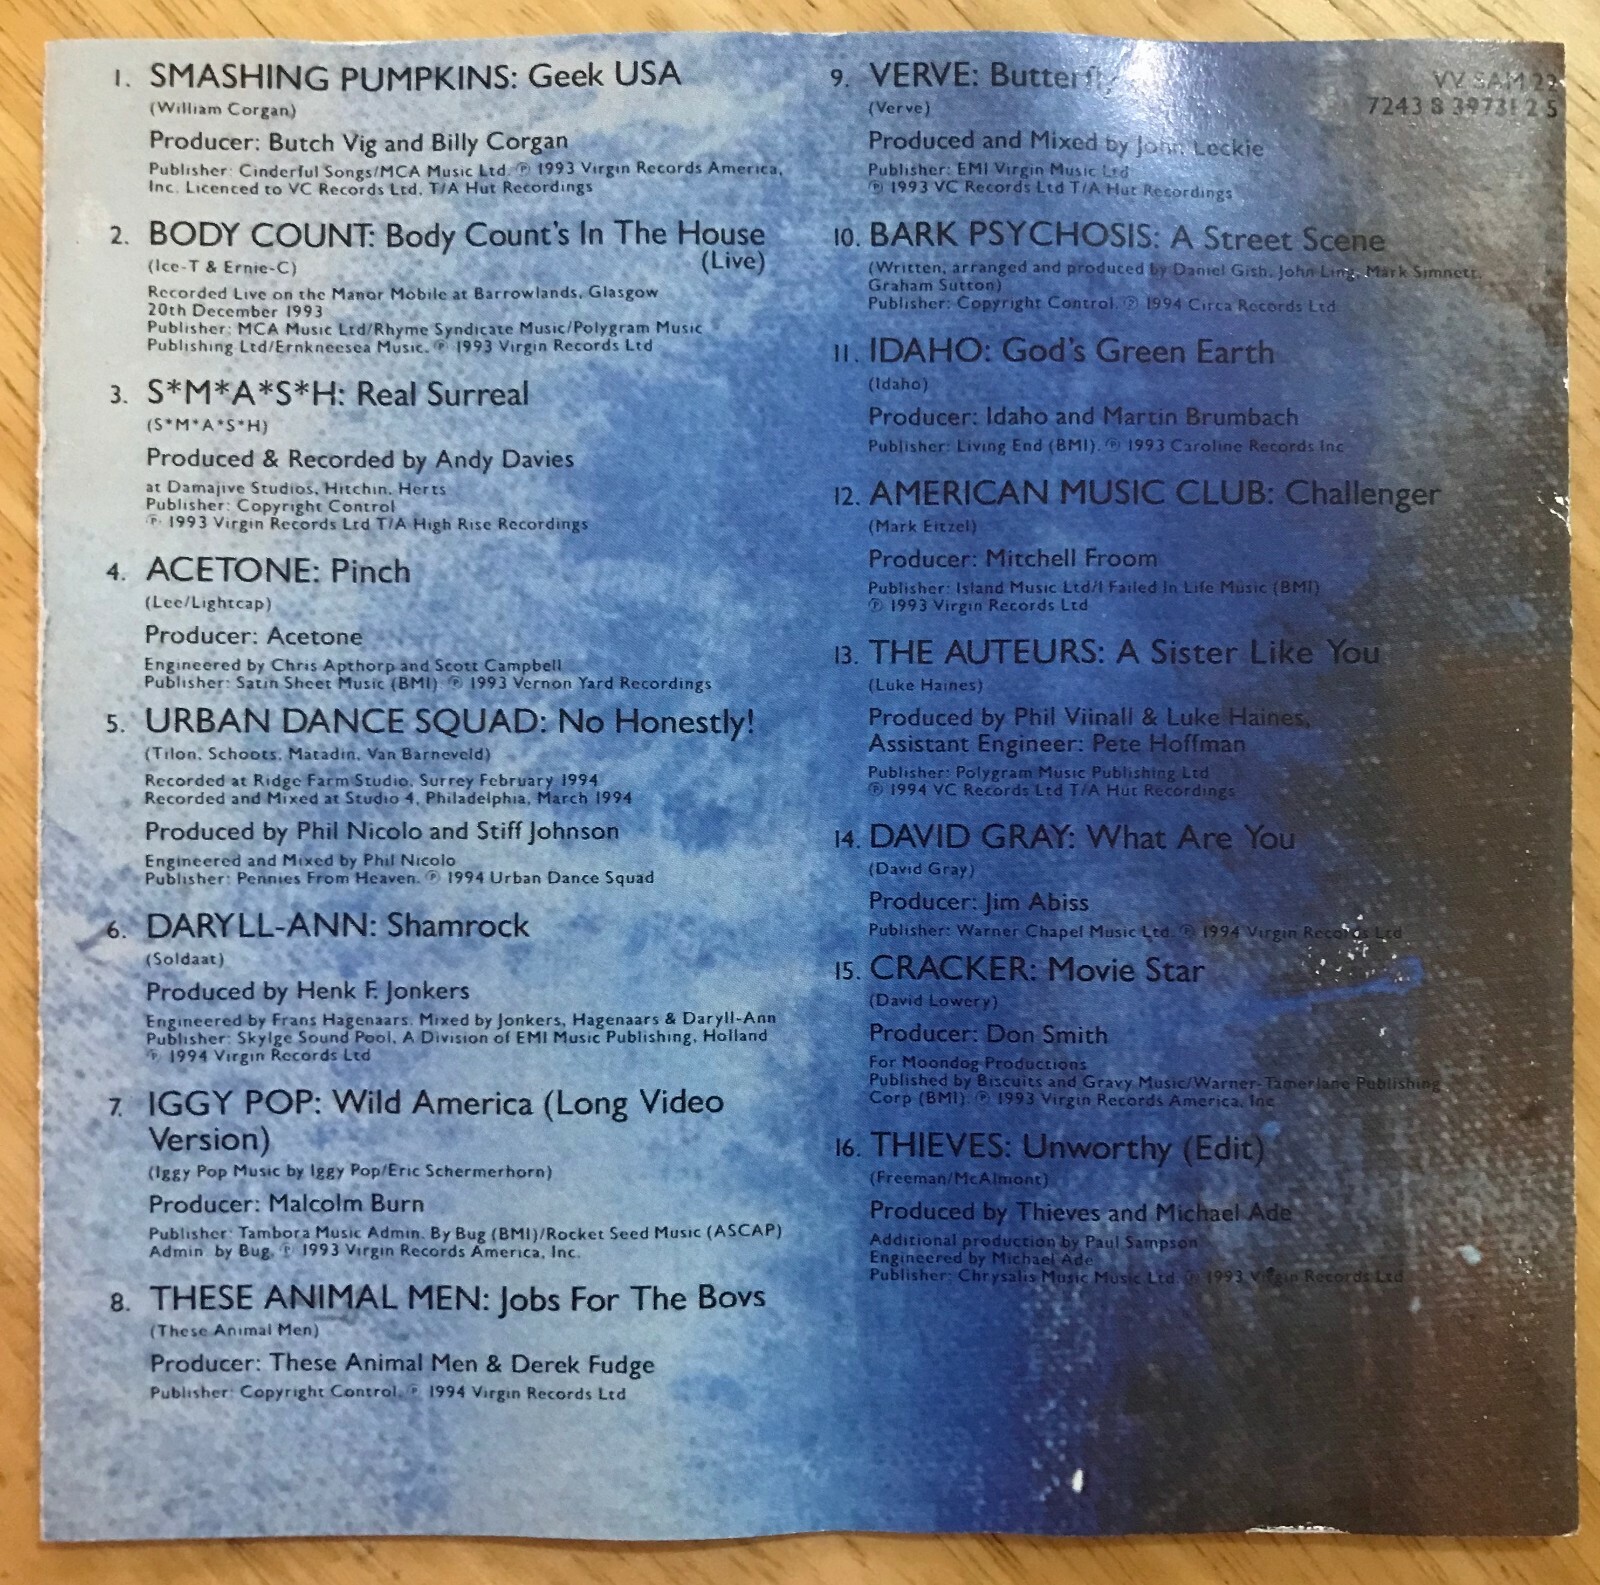 1. SMASHING PUMPKINS: Geek USA
(William Corgan)
Producer: Butch Vig and Billy Corgan
Publisher: Cinderful Songs/MCA Music Ltd. ℗ 1993 Virgin Records America,
Inc. Licenced to VC Records Ltd. T/A Hut Recordings
2. BODY COUNT: Body Count's In The House
(Live)
(Ice-T & Ernie-C)
Recorded Live on the Manor Mobile at Barrowlands, Glasgow
20th December 1993
Publisher: MCA Music Ltd/Rhyme Syndicate Music/Polygram Music
Publishing Ltd/Ernkneesea Music. ℗ 1993 Virgin Records Ltd
3. S*M*A*S*H: Real Surreal
(S*M*A*S*H)
Produced & Recorded by Andy Davies
at Damajive Studios, Hitchin, Herts
Publisher: Copyright Control
℗ 1993 Virgin Records Ltd T/A High Rise Recordings
4. ACETONE: Pinch
(Lee/Lightcap)
Producer: Acetone
Engineered by Chris Apthorp and Scott Campbell
Publisher: Satin Sheet Music (BMI) ℗ 1993 Vernon Yard Recordings
5. URBAN DANCE SQUAD: No Honestly!
(Tilon, Schoots, Matadin, Van Barneveld)
Recorded at Ridge Farm Studio, Surrey February 1994
Recorded and Mixed at Studio 4, Philadelphia, March 1994
Produced by Phil Nicolo and Stiff Johnson
Engineered and Mixed by Phil Nicolo
Publisher: Pennies From Heaven. ℗ 1994 Urban Dance Squad
6. DARYLL-ANN: Shamrock
(Soldaat)
Produced by Henk F. Jonkers
Engineered by Frans Hagenaars. Mixed by Jonkers, Hagenaars & Daryll-Ann
Publisher: Skylge Sound Pool, A Division of EMI Music Publishing, Holland
℗ 1994 Virgin Records Ltd
7. IGGY POP: Wild America (Long Video
Version)
(Iggy Pop Music by Iggy Pop/Eric Schermerhorn)
Producer: Malcolm Burn
Publisher: Tambora Music Admin. By Bug (BMI)/Rocket Seed Music (ASCAP)
Admin. by Bug. ℗ 1993 Virgin Records America, Inc.
8. THESE ANIMAL MEN: Jobs For The Boys
(These Animal Men)
Producer: These Animal Men & Derek Fudge
Publisher: Copyright Control. ℗ 1994 Virgin Records Ltd
9. VERVE: Butterfly
(Verve)
Produced and Mixed by John Leckie
Publisher: EMI Virgin Music Ltd
℗ 1993 VC Records Ltd T/A Hut Recordings
VV SAM 22
7243 8 39731 2 5
10. BARK PSYCHOSIS: A Street Scene
(Written, arranged and produced by Daniel Gish, John Ling, Mark Simnett,
Graham Sutton)
Publisher: Copyright Control. ℗ 1994 Circa Records Ltd
11. IDAHO: God's Green Earth
(Idaho)
Producer: Idaho and Martin Brumbach
Publisher: Living End (BMI). ℗ 1993 Caroline Records Inc
12. AMERICAN MUSIC CLUB: Challenger
(Mark Eitzel)
Producer: Mitchell Froom
Publisher: Island Music Ltd/I Failed In Life Music (BMI)
℗ 1993 Virgin Records Ltd
13. THE AUTEURS: A Sister Like You
(Luke Haines)
Produced by Phil Viinall & Luke Haines,
Assistant Engineer: Pete Hoffman
Publisher: Polygram Music Publishing Ltd
℗ 1994 VC Records Ltd T/A Hut Recordings
14. DAVID GRAY: What Are You
(David Gray)
Producer: Jim Abiss
Publisher: Warner Chapel Music Ltd. ℗ 1994 Virgin Records Ltd
15. CRACKER: Movie Star
(David Lowery)
Producer: Don Smith
For Moondog Productions
Published by Biscuits and Gravy Music/Warner-Tamerlane Publishing
Corp (BMI). ℗ 1993 Virgin Records America, Inc
16. THIEVES: Unworthy (Edit)
(Freeman/McAlmont)
Produced by Thieves and Michael Ade
Additional production by Paul Sampson
Engineered by Michael Ade
Publisher: Chrysalis Music Music Ltd. ℗ 1993 Virgin Records Ltd